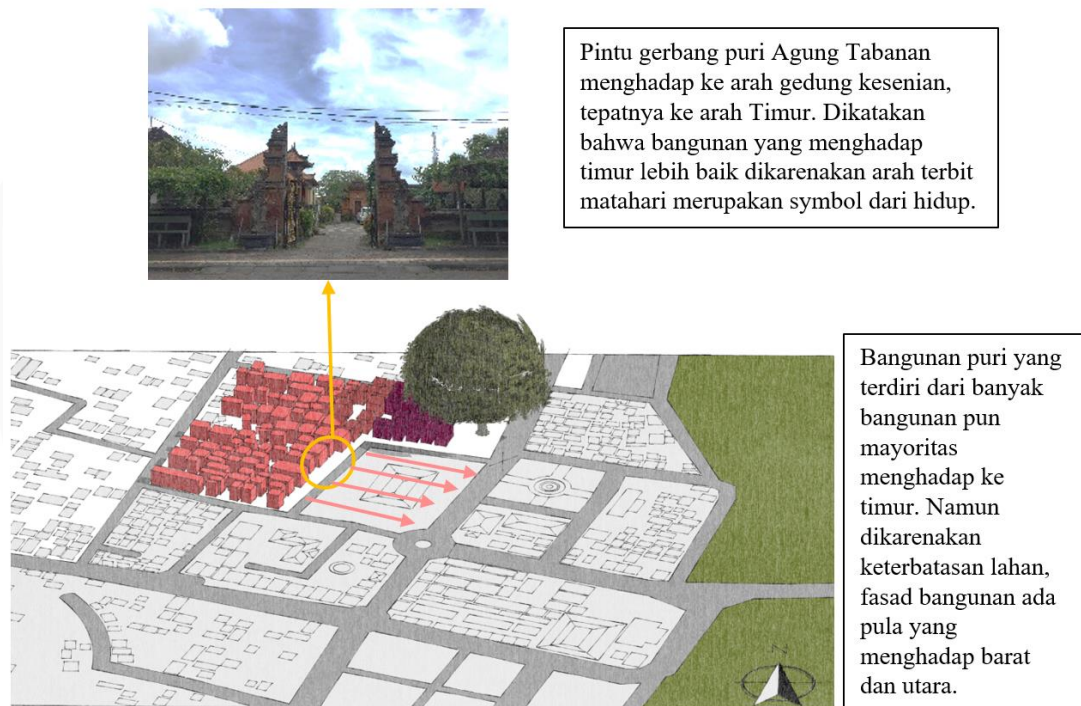 Pintu gerbang puri Agung Tabanan
menghadap ke arah gedung kesenian,
tepatnya ke arah Timur. Dikatakan
bahwa bangunan yang menghadap
timur lebih baik dikarenakan arah terbit
matahari merupakan symbol dari hidup.
Bangunan puri yang
terdiri dari banyak
bangunan pun
mayoritas
menghadap ke
timur. Namun
dikarenakan
keterbatasan lahan,
fasad bangunan ada
pula yang
menghadap barat
dan utara.
N